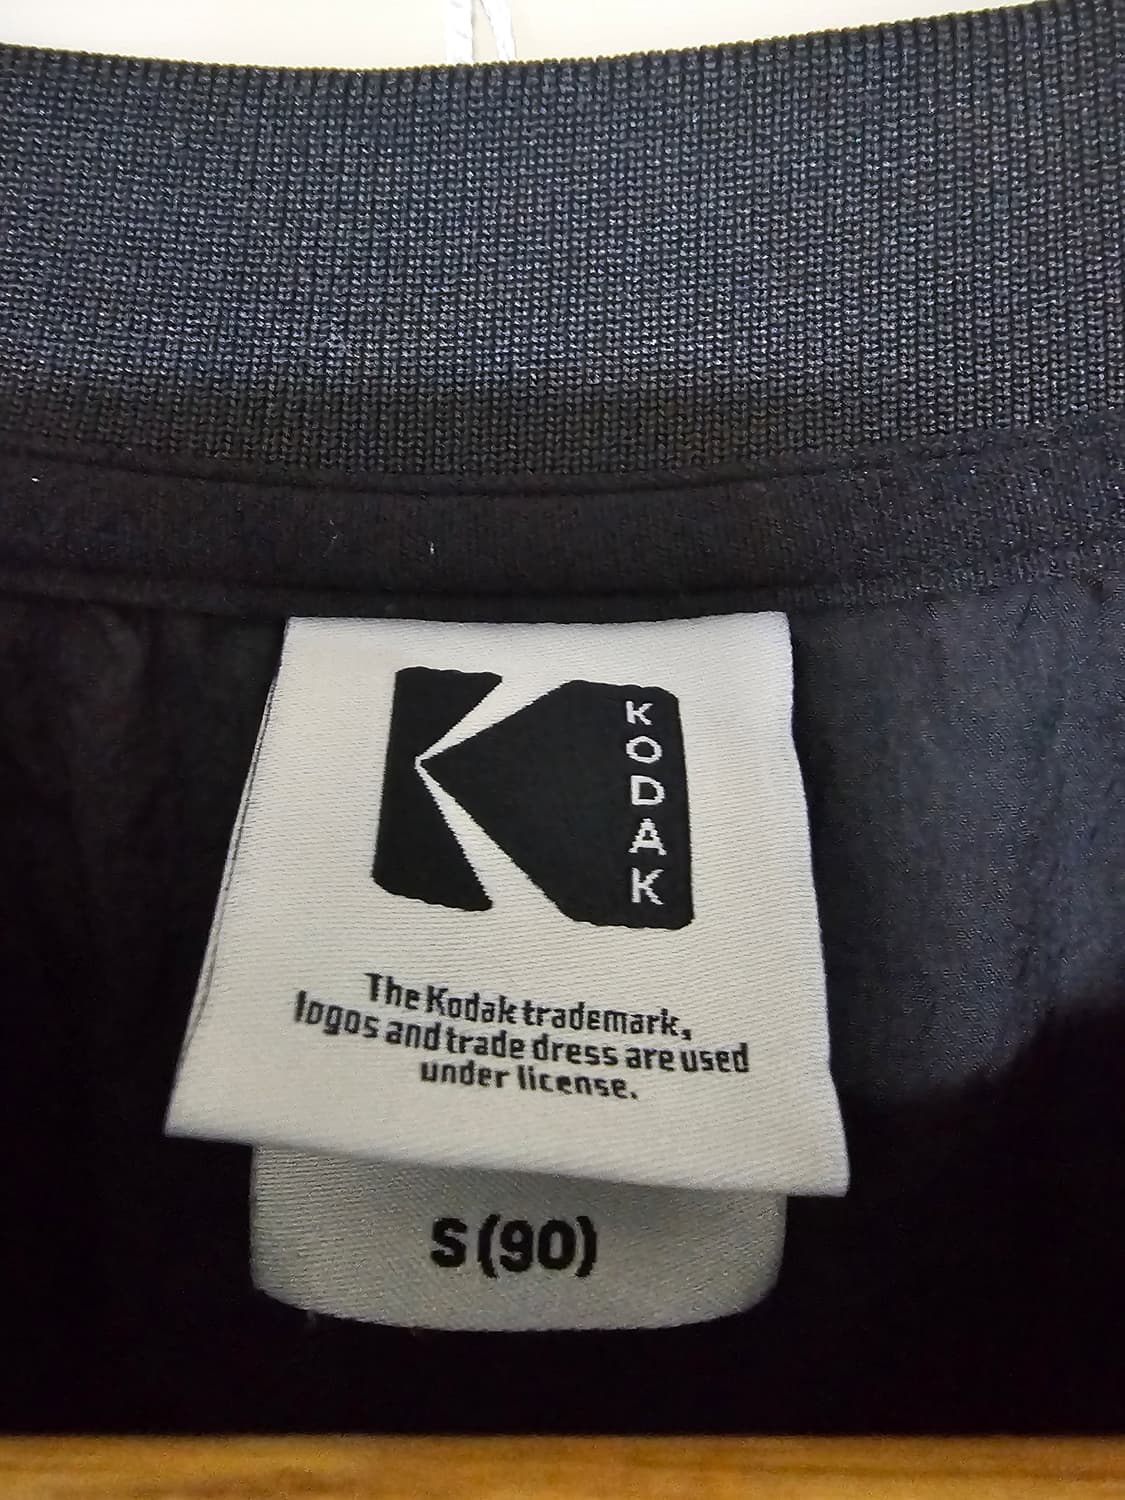 KODAK
The Kodak trademark,
logos and trade dress are used
under license.
S (90)